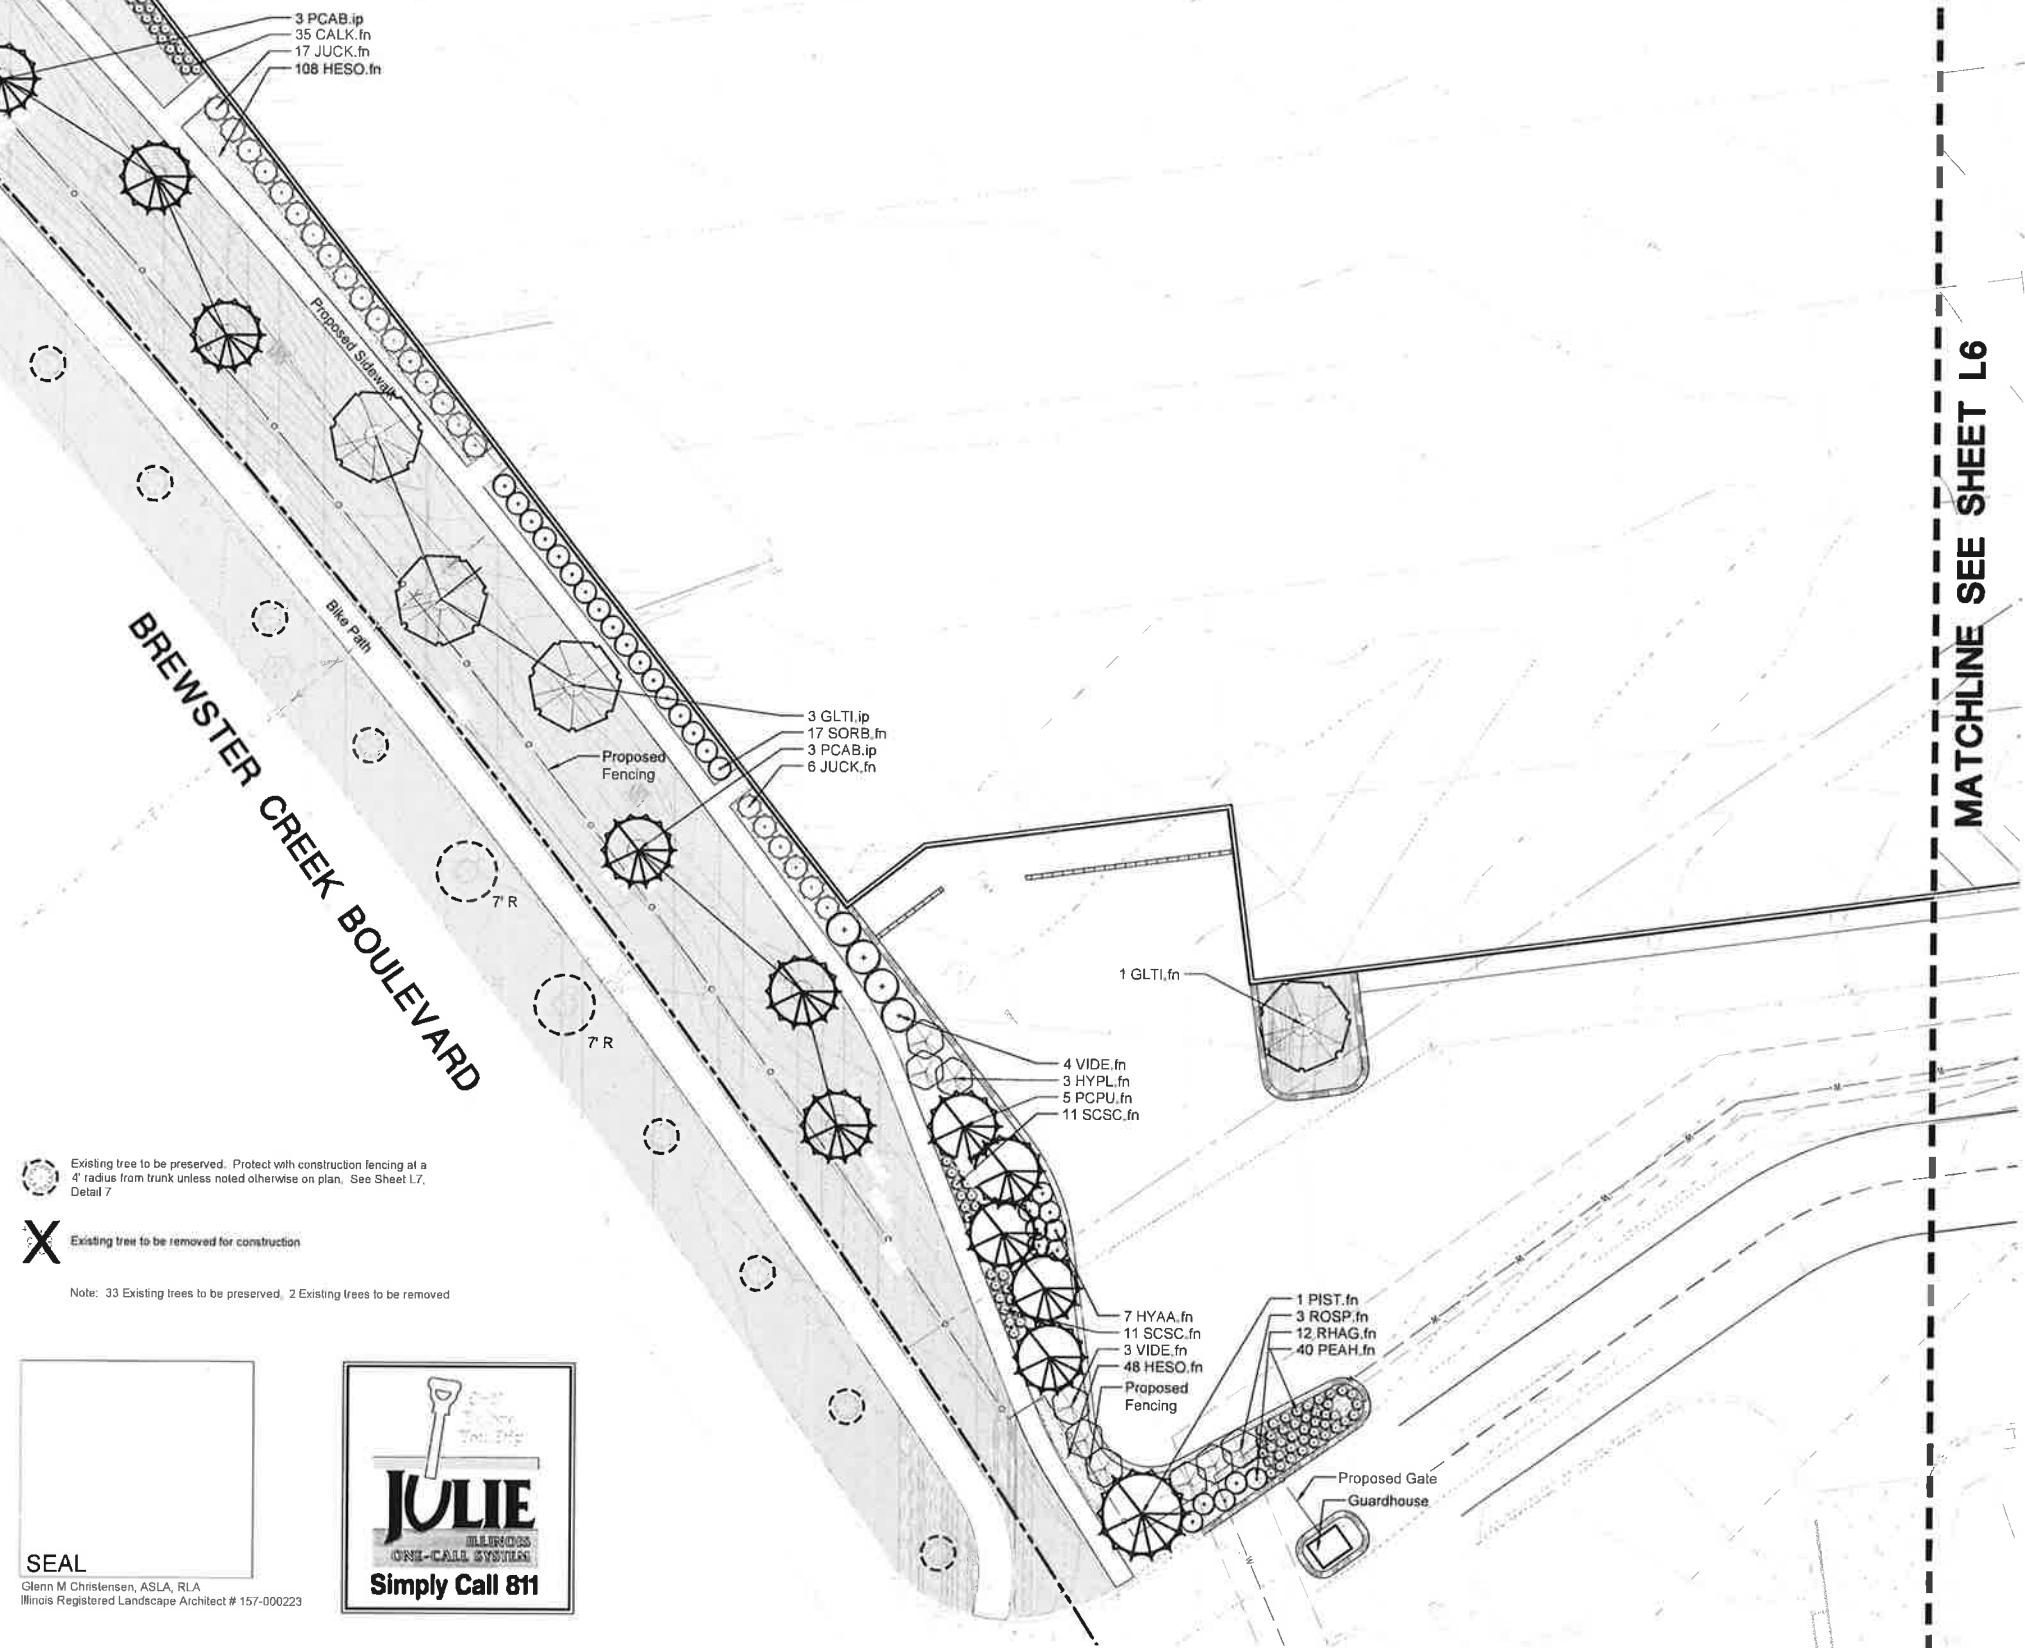 3 PCAB.ip
35 CALK.fn
17 JUCK.fn
108 HESO.fn
Proposed Sidewalk
MATCHLINE SEE SHEET L6
Bike Path
BREWSTER CREEK BOULEVARD
3 GLTI.ip
17 SORB.fn
3 PCAB.ip
6 JUCK.fn
Proposed
Fencing
7' R
7' R
1 GLTI.fn
4 VIDE.fn
3 HYPL.fn
5 PCPU.fn
11 SCSC.fn
Existing tree to be preserved. Protect with construction fencing at a
4' radius from trunk unless noted otherwise on plan. See Sheet L7,
Detail 7
X
Existing tree to be removed for construction
Note: 33 Existing trees to be preserved. 2 Existing trees to be removed
7 HYAA.fn
11 SCSC.fn
3 VIDE.fn
48 HESO.fn
Proposed
Fencing
1 PIST.fn
3 ROSP.fn
12 RHAG.fn
40 PEAH.fn
Proposed Gate
Guardhouse
SEAL
Glenn M Christensen, ASLA, RLA
Illinois Registered Landscape Architect # 157-000223
You Dig
JULIE
ILLINOIS
ONE-CALL SYSTEM
Simply Call 811